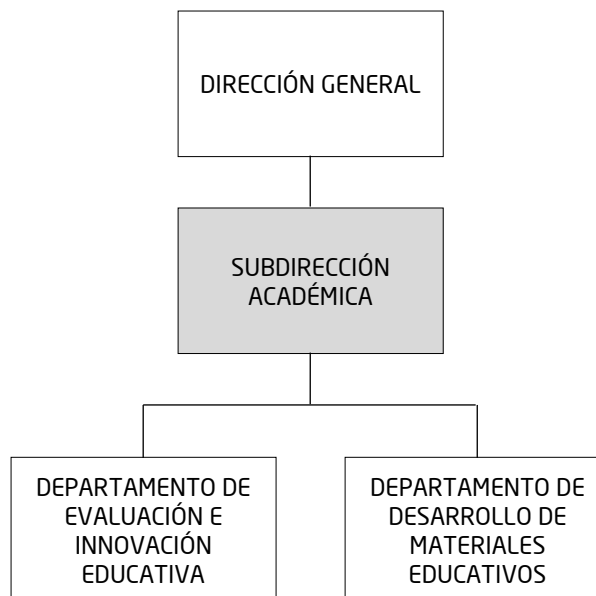 DIRECCIÓN GENERAL
SUBDIRECCIÓN
ACADÉMICA
DEPARTAMENTO DE
EVALUACIÓN E
INNOVACIÓN
EDUCATIVA
DEPARTAMENTO DE
DESARROLLO DE
MATERIALES
EDUCATIVOS